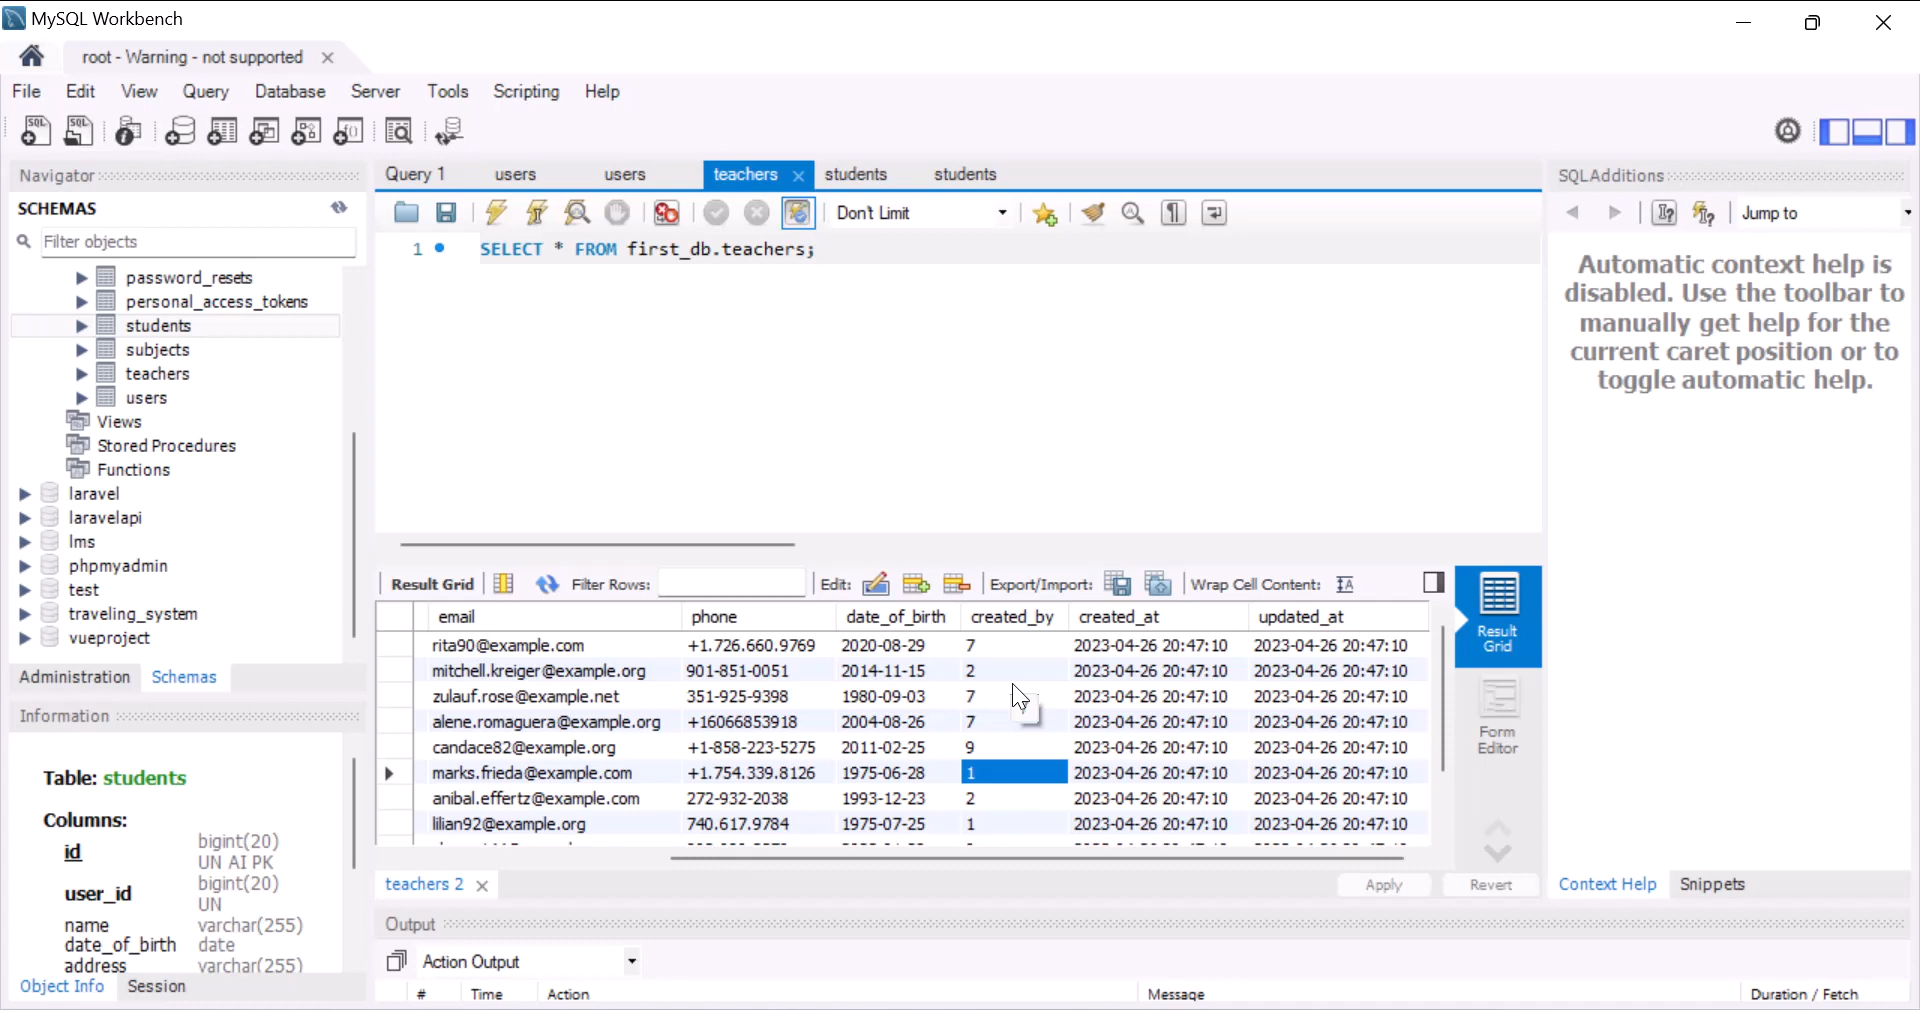 MySQL Workbench
root - Warning - not supported
File Edit View Query Database Server Tools Scripting Help
Navigator
SCHEMAS
Filter objects
password_resets
personal_access_tokens
students
subjects
teachers
users
Views
Stored Procedures
Functions
laravel
laravelapi
lms
phpmyadmin
test
traveling_system
vueproject
Administration Schemas
Information
Table: students
Columns:
id bigint(20) UN AI PK
user_id bigint(20) UN
name varchar(255)
date_of_birth date
address varchar(255)
Object Info Session
Query 1 users users teachers students students
Don't Limit
1 SELECT * FROM first_db.teachers;
Result Grid Filter Rows: Edit: Export/Import: Wrap Cell Content:
email phone date_of_birth created_by created_at updated_at
rita90@example.com +1.726.660.9769 2020-08-29 7 2023-04-26 20:47:10 2023-04-26 20:47:10
mitchell.kreiger@example.org 901-851-0051 2014-11-15 2 2023-04-26 20:47:10 2023-04-26 20:47:10
zulauf.rose@example.net 351-925-9398 1980-09-03 7 2023-04-26 20:47:10 2023-04-26 20:47:10
alene.romaguera@example.org +16066853918 2004-08-26 7 2023-04-26 20:47:10 2023-04-26 20:47:10
candace82@example.org +1-858-223-5275 2011-02-25 9 2023-04-26 20:47:10 2023-04-26 20:47:10
marks.frieda@example.com +1.754.339.8126 1975-06-28 1 2023-04-26 20:47:10 2023-04-26 20:47:10
anibal.effertz@example.com 272-932-2038 1993-12-23 2 2023-04-26 20:47:10 2023-04-26 20:47:10
lilian92@example.org 740.617.9784 1975-07-25 1 2023-04-26 20:47:10 2023-04-26 20:47:10
Result
Grid
Form
Editor
teachers 2 Apply Revert
Output
Action Output
# Time Action Message Duration / Fetch
SQLAdditions
Jump to
Automatic context help is
disabled. Use the toolbar to
manually get help for the
current caret position or to
toggle automatic help.
Context Help Snippets